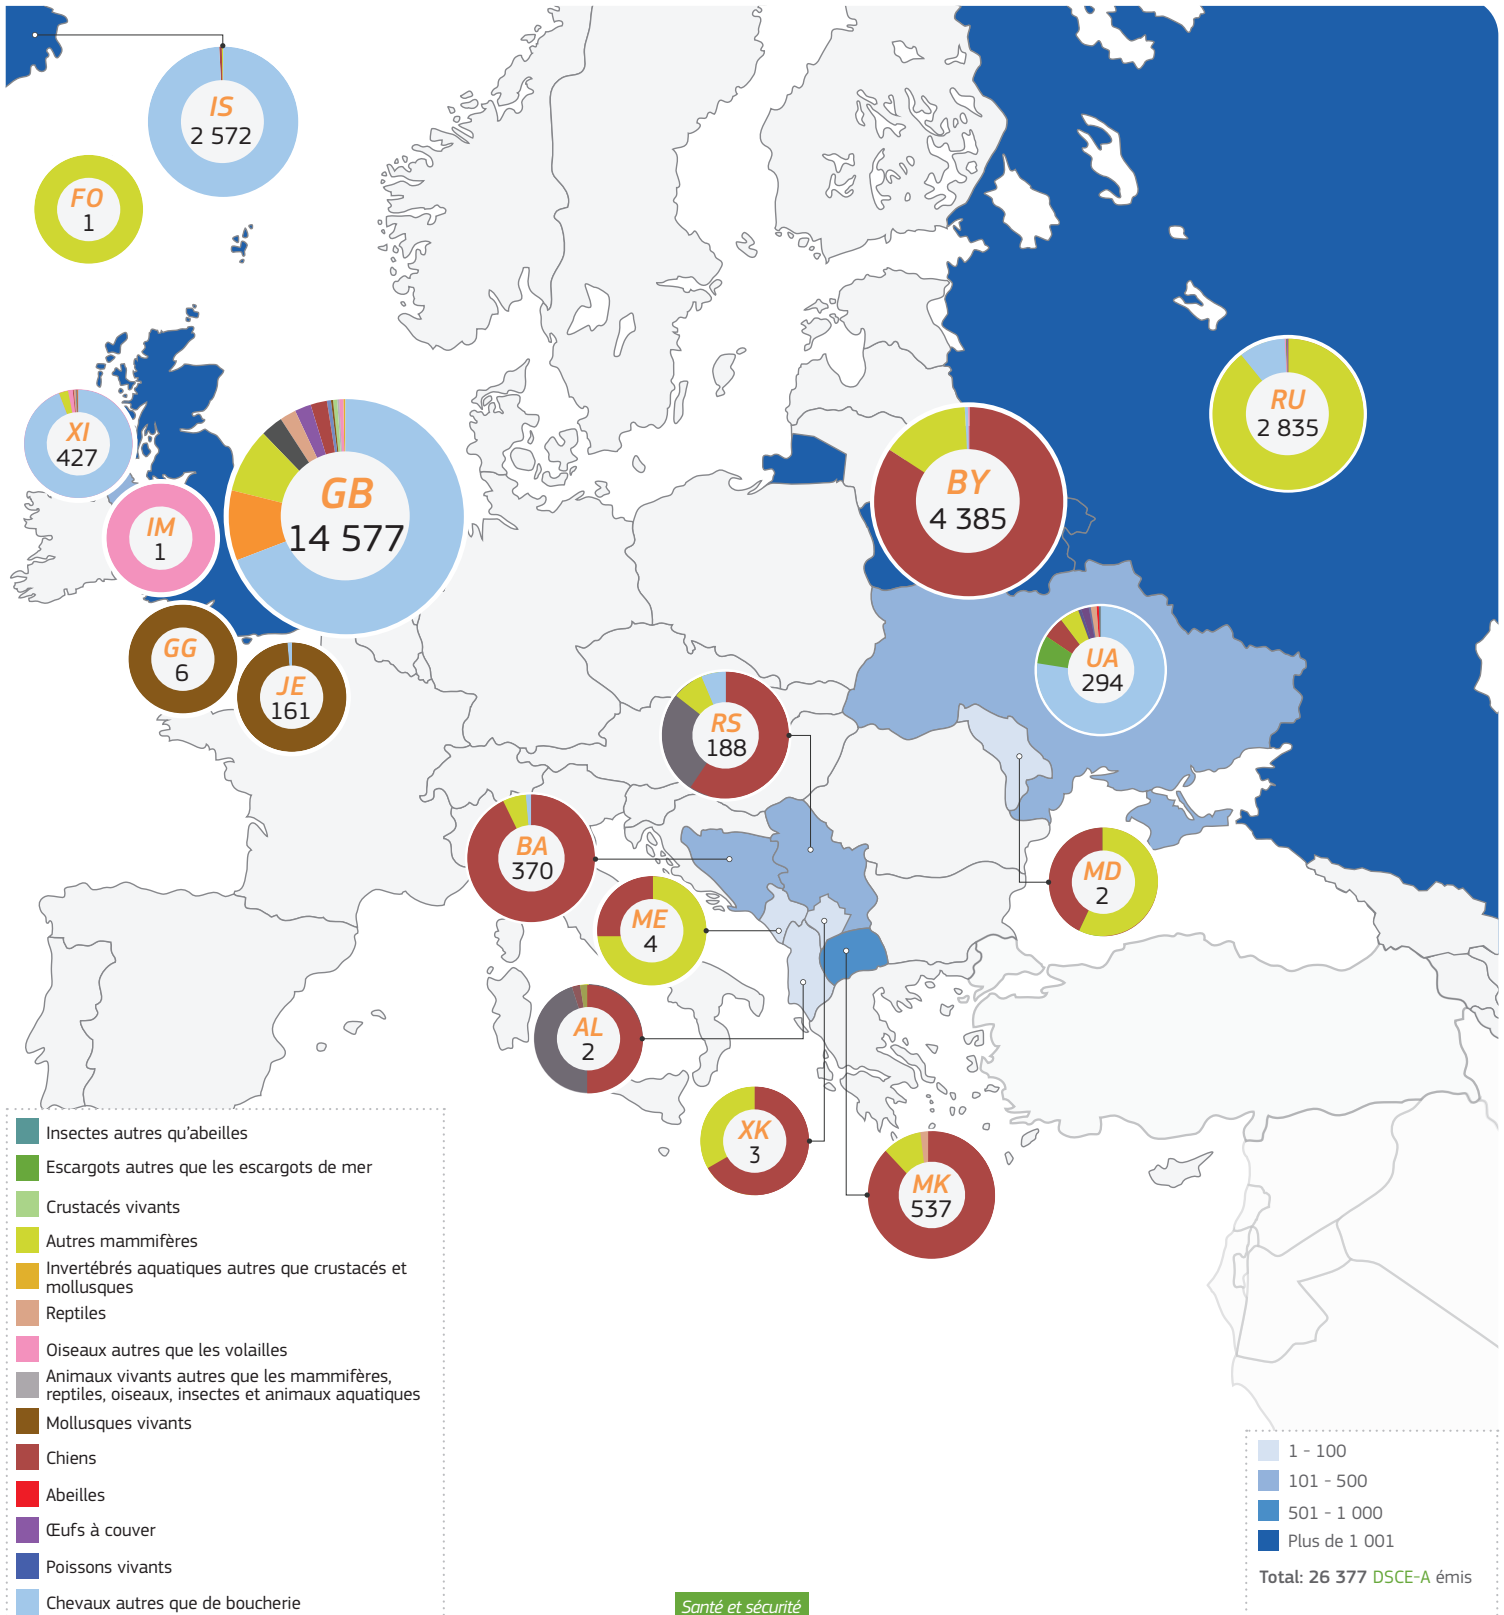 IS
2 572
FO
1
XI
427
IM
1
GB
14 577
GG
6
JE
161
BY
4 385
RU
2 835
UA
294
RS
188
BA
370
ME
4
MD
2
AL
2
XK
3
MK
537
Insectes autres qu'abeilles
Escargots autres que les escargots de mer
Crustacés vivants
Autres mammifères
Invertébrés aquatiques autres que crustacés et
mollusques
Reptiles
Oiseaux autres que les volailles
Animaux vivants autres que les mammifères,
reptiles, oiseaux, insectes et animaux aquatiques
Mollusques vivants
Chiens
Abeilles
Œufs à couver
Poissons vivants
Chevaux autres que de boucherie
1 - 100
101 - 500
501 - 1 000
Plus de 1 001
Total: 26 377 DSCE-A émis
Santé et sécurité